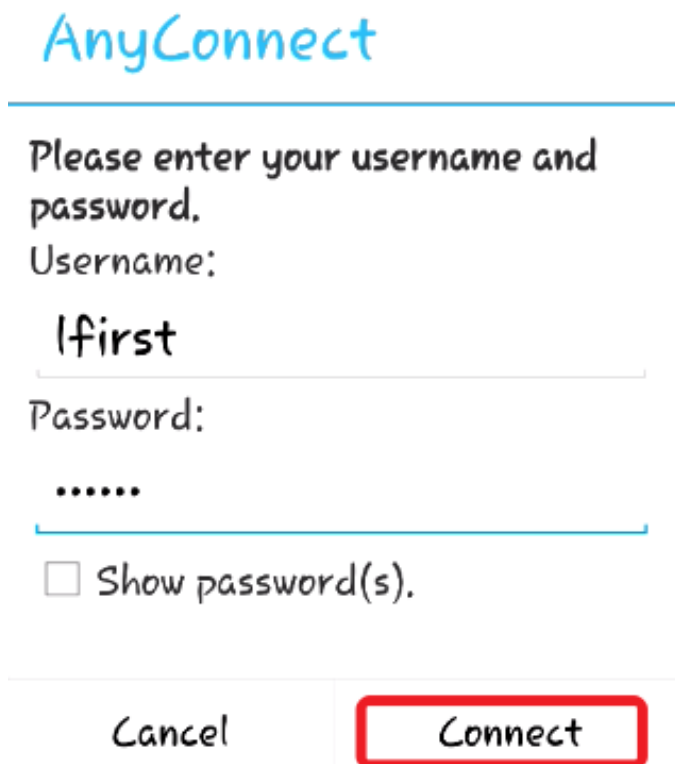 AnyConnect
Please enter your username and
password.
Username:
lfirst
Password:
••••••
Show password(s).
Cancel
Connect